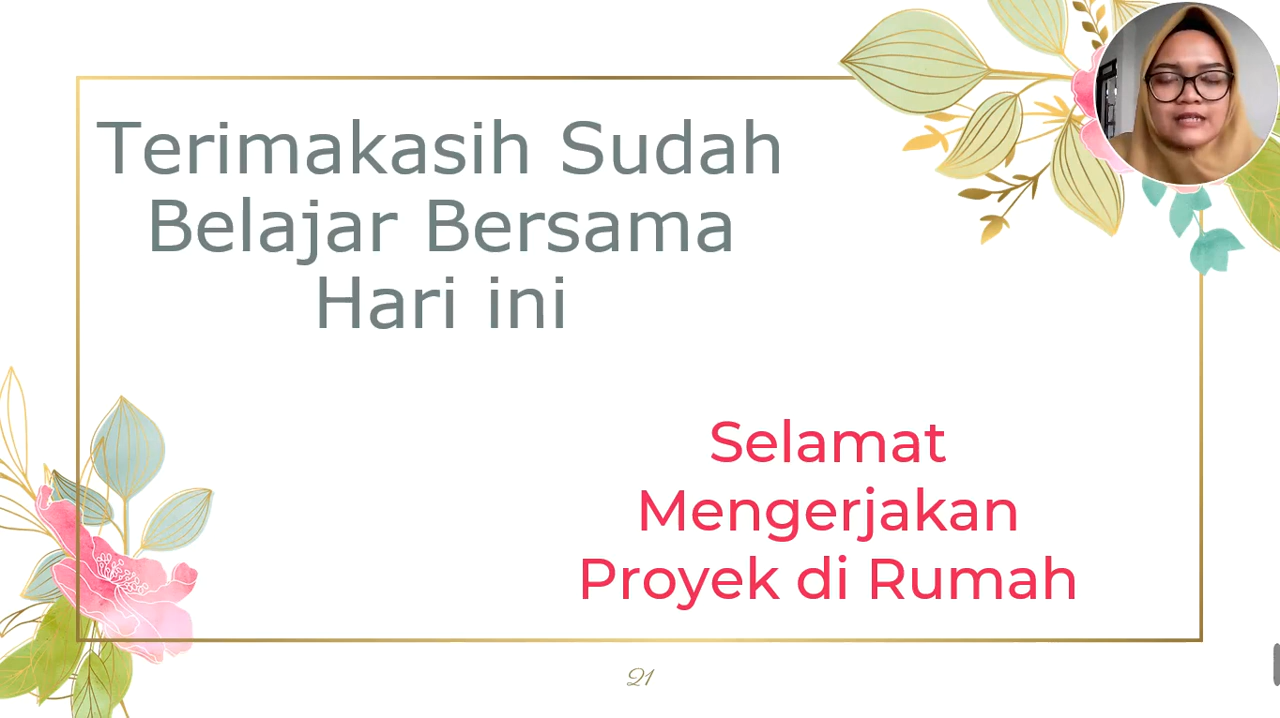 Terimakasih Sudah
Belajar Bersama
Hari ini
Selamat
Mengerjakan
Proyek di Rumah
21